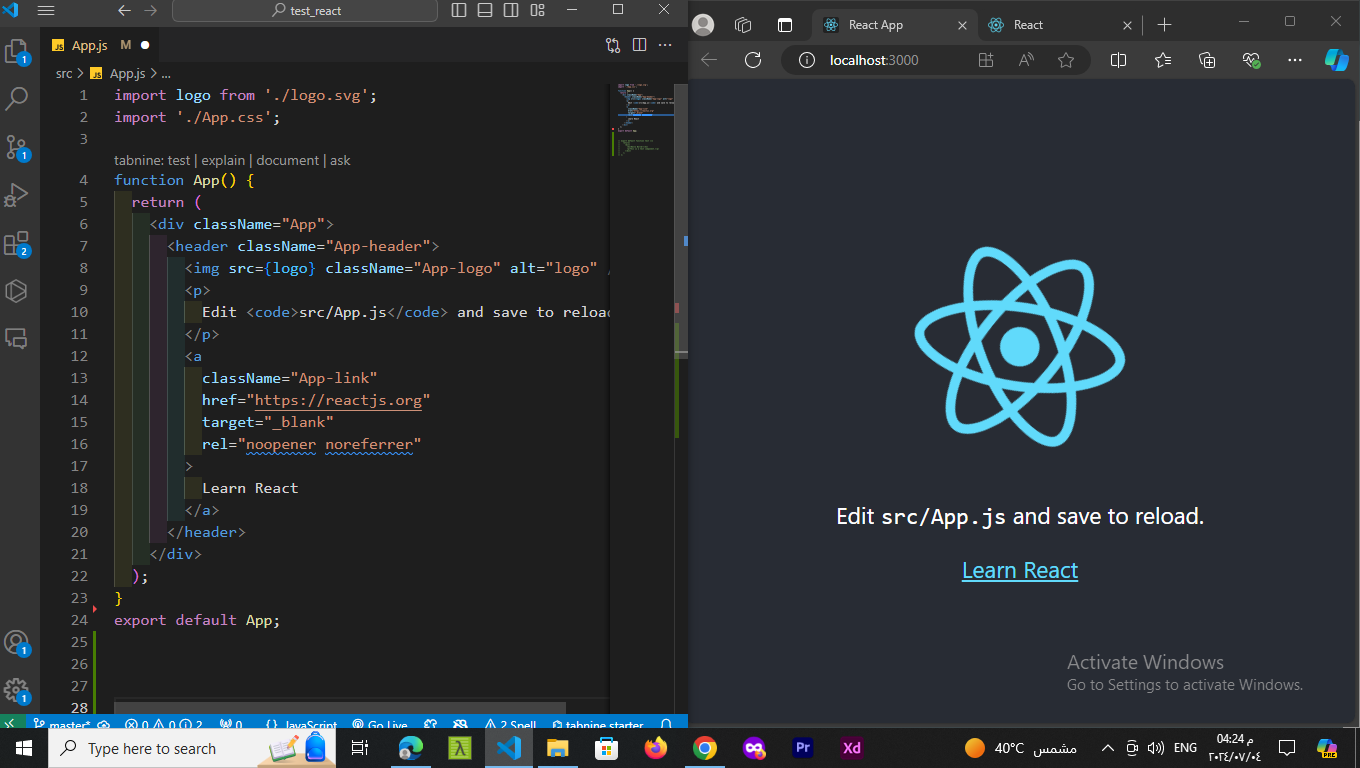 test_react
App.js M
src > App.js > ...
1 import logo from './logo.svg';
2 import './App.css';
3
tabnine: test | explain | document | ask
4 function App() {
5 return (
6 <div className="App">
7 <header className="App-header">
8 <img src={logo} className="App-logo" alt="logo" /
9 <p>
10 Edit <code>src/App.js</code> and save to reload
11 </p>
12 <a
13 className="App-link"
14 href="https://reactjs.org"
15 target="_blank"
16 rel="noopener noreferrer"
17 >
18 Learn React
19 </a>
20 </header>
21 </div>
22 );
23 }
24 export default App;
25
26
27
28
1
1
2
1
1
master* 0 0 2 0 {} JavaScript Go Live 2 Spell tabnine starter
React App
React
localhost:3000
Edit src/App.js and save to reload.
Learn React
Activate Windows
Go to Settings to activate Windows.
Type here to search
λ
Pr
Xd
40°C مشمس
ENG
04:24 م
٢٠٢٤/٠٧/٠٤
PRE